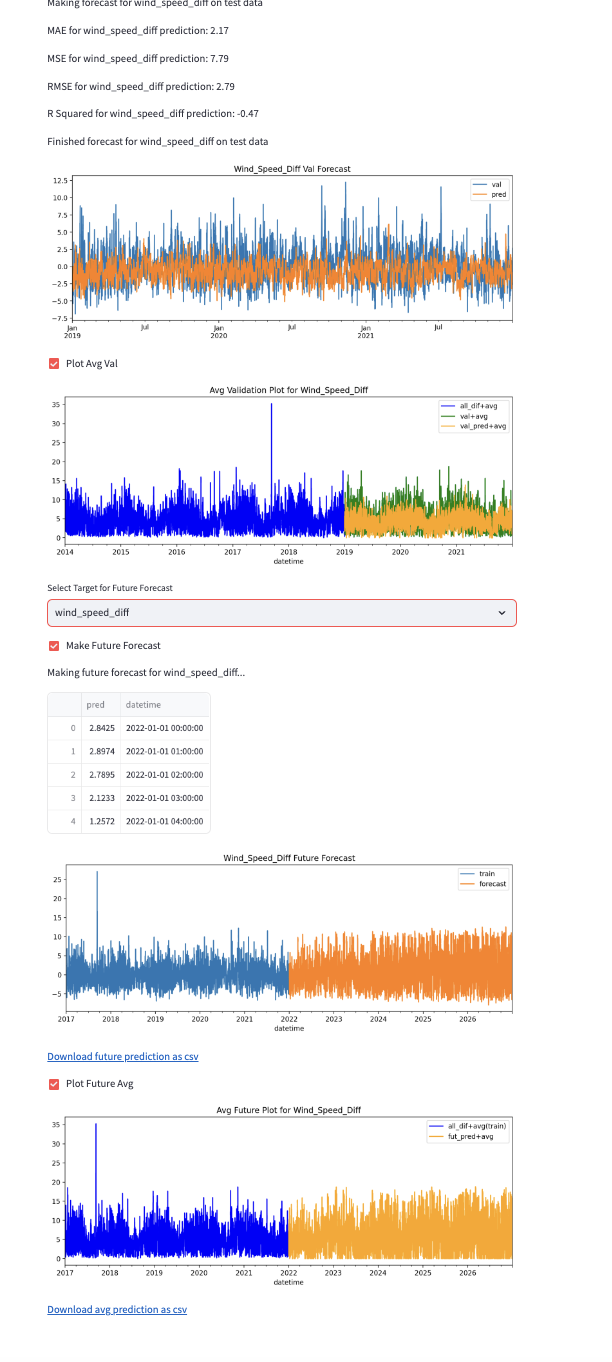 Making forecast for wind_speed_diff on test data
MAE for wind_speed_diff prediction: 2.17
MSE for wind_speed_diff prediction: 7.79
RMSE for wind_speed_diff prediction: 2.79
R Squared for wind_speed_diff prediction: -0.47
Finished forecast for wind_speed_diff on test data
Wind_Speed_Diff Val Forecast
val
pred
12.5
10.0
7.5
5.0
2.5
0.0
−2.5
−5.0
−7.5
Jan Jul Jan Jul Jan Jul
2019 2020 2021
Plot Avg Val
Avg Validation Plot for Wind_Speed_Diff
all_dif+avg
val+avg
val_pred+avg
35
30
25
20
15
10
5
0
2014 2015 2016 2017 2018 2019 2020 2021
datetime
Select Target for Future Forecast
wind_speed_diff
Make Future Forecast
Making future forecast for wind_speed_diff...
pred datetime
0 2.8425 2022-01-01 00:00:00
1 2.8974 2022-01-01 01:00:00
2 2.7895 2022-01-01 02:00:00
3 2.1233 2022-01-01 03:00:00
4 1.2572 2022-01-01 04:00:00
Wind_Speed_Diff Future Forecast
train
forecast
25
20
15
10
5
0
−5
2017 2018 2019 2020 2021 2022 2023 2024 2025 2026
datetime
Download future prediction as csv
Plot Future Avg
Avg Future Plot for Wind_Speed_Diff
all_dif+avg(train)
fut_pred+avg
35
30
25
20
15
10
5
0
2017 2018 2019 2020 2021 2022 2023 2024 2025 2026
datetime
Download avg prediction as csv